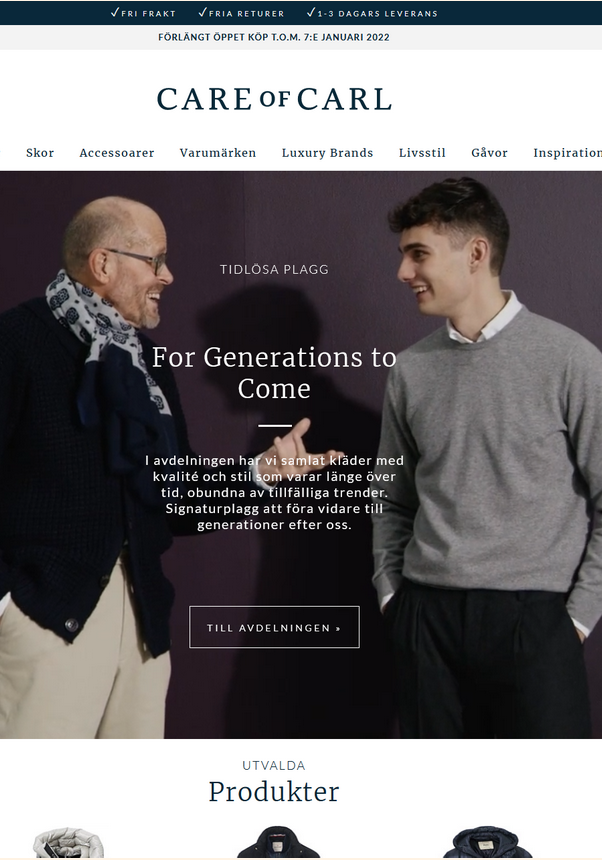 ✓FRI FRAKT ✓FRIA RETURER ✓1-3 DAGARS LEVERANS
FÖRLÄNGT ÖPPET KÖP T.O.M. 7:E JANUARI 2022
CARE OF CARL
Skor Accessoarer Varumärken Luxury Brands Livsstil Gåvor Inspiration
TIDLÖSA PLAGG
For Generations to
Come
I avdelningen har vi samlat kläder med
kvalité och stil som varar länge över
tid, obundna av tillfälliga trender.
Signaturplagg att föra vidare till
generationer efter oss.
TILL AVDELNINGEN »
UTVALDA
Produkter